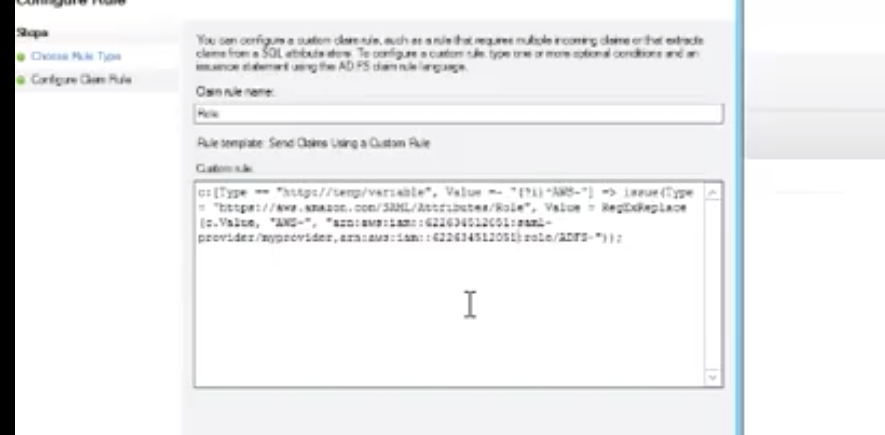 Configure Rule
Steps
Choose Rule Type
Configure Claim Rule
You can configure a custom claim rule, such as a rule that requires multiple incoming claims or that extracts
claims from a SQL attribute store. To configure a custom rule, type one or more optional conditions and an
issuance statement using the AD FS claim rule language.
Claim rule name:
Role
Rule template: Send Claims Using a Custom Rule
Custom rule:
c:[Type == "http://temp/variable", Value =~ "(?i)^AWS-"] => issue(Type
= "https://aws.amazon.com/SAML/Attributes/Role", Value = RegExReplace
(c.Value, "AWS-", "arn:aws:iam::622634512051:saml-
provider/myprovider,arn:aws:iam::622634512051:role/ADFS-"));